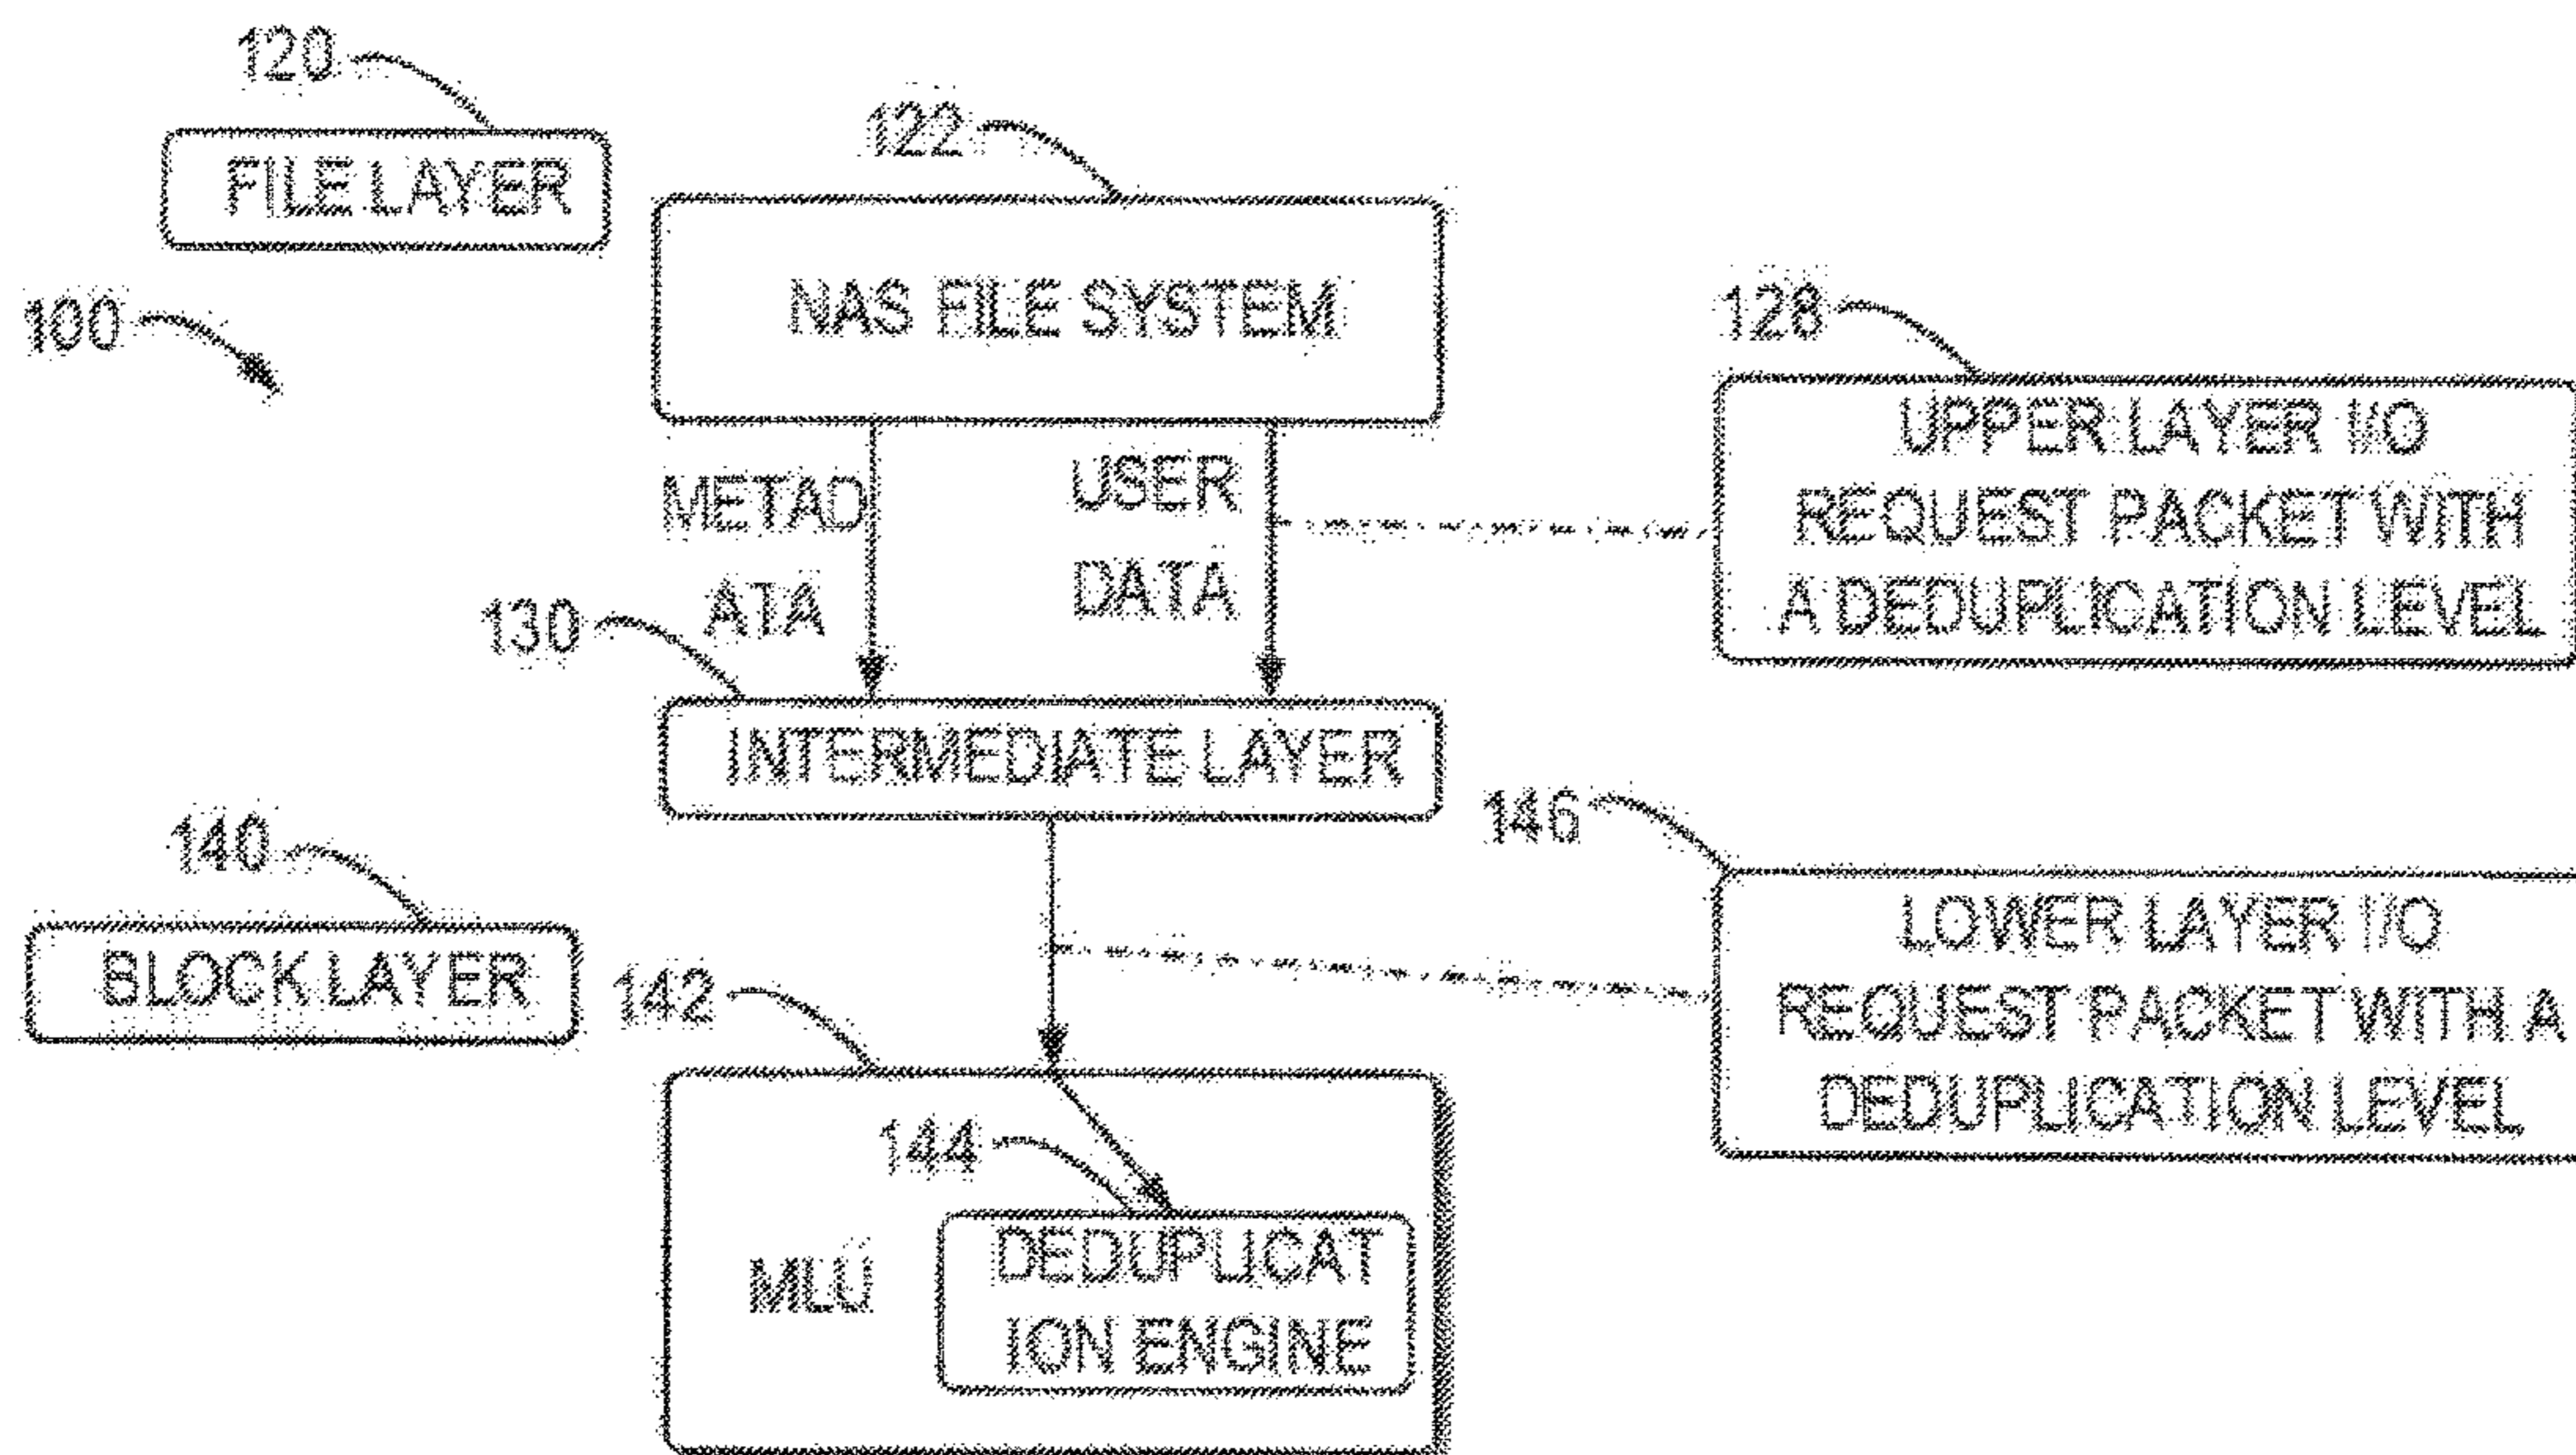 120
FILE LAYER
122
NAS FILE SYSTEM
100
128
UPPER LAYER I/O
REQUEST PACKET WITH
A DEDUPLICATION LEVEL
METAD
ATA
USER
DATA
130
INTERMEDIATE LAYER
146
LOWER LAYER I/O
REQUEST PACKET WITH A
DEDUPLICATION LEVEL
140
BLOCK LAYER
142
144
MLU
DEDUPLICAT
ION ENGINE